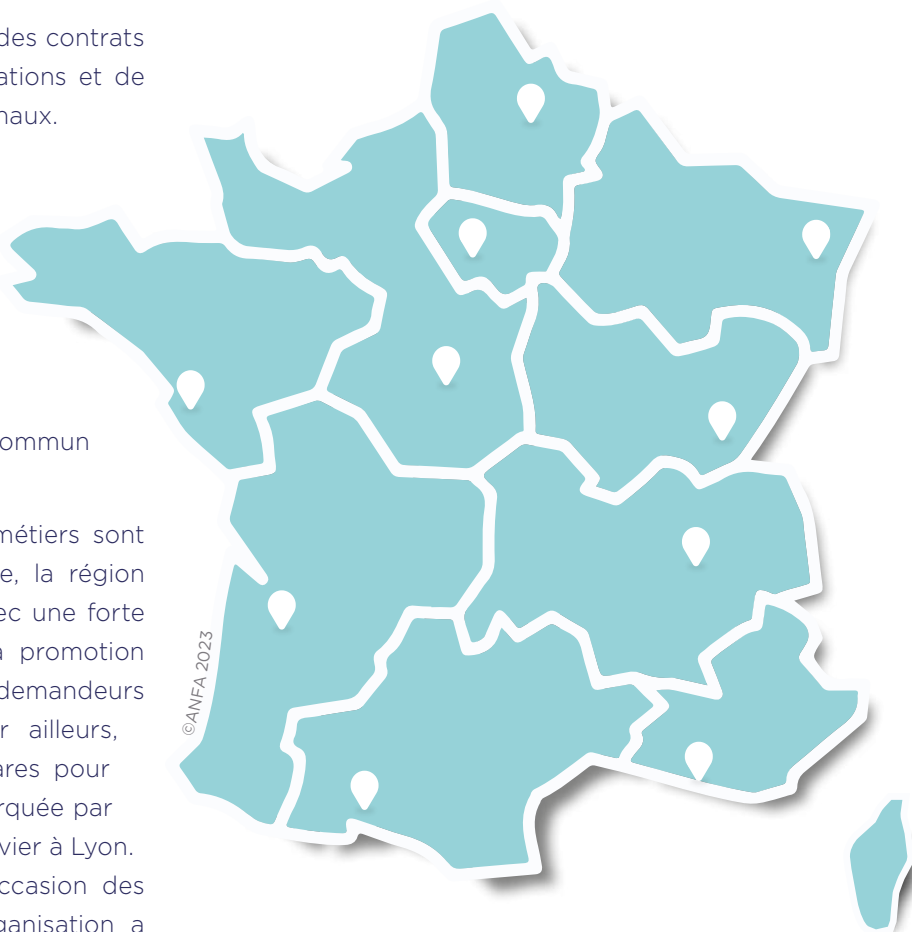 des contrats
ations et de
naux.
ommun
métiers sont
e, la région
ec une forte
a promotion
demandeurs
r ailleurs,
ares pour
rquée par
vier à Lyon.
occasion des
ganisation a
©ANFA 2023